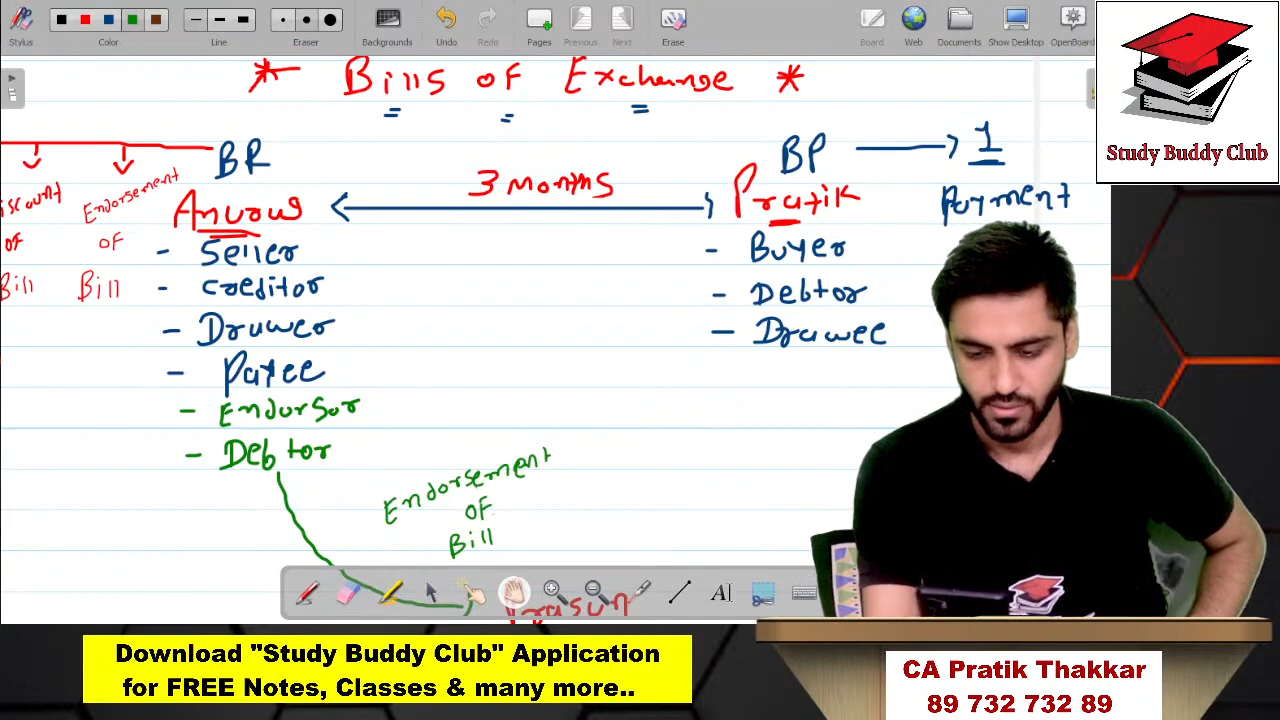 Stylus
Color
Line
Eraser
Backgrounds
Undo
Redo
Pages
Previous
Next
Erase
Board
Web
Documents
Show Desktop
OpenBoard
Study Buddy Club
* Bills of Exchange *
BR
BP
1
3 months
Payment
Endorsement
OF
Bill
OF
Bill
Anurag
- Seller
- Creditor
- Drawer
- Payee
- Endorsor
- Debtor
Pratik
- Buyer
- Debtor
- Drawee
Endorsement
OF
Bill
Download "Study Buddy Club" Application
for FREE Notes, Classes & many more..
CA Pratik Thakkar
89 732 732 89